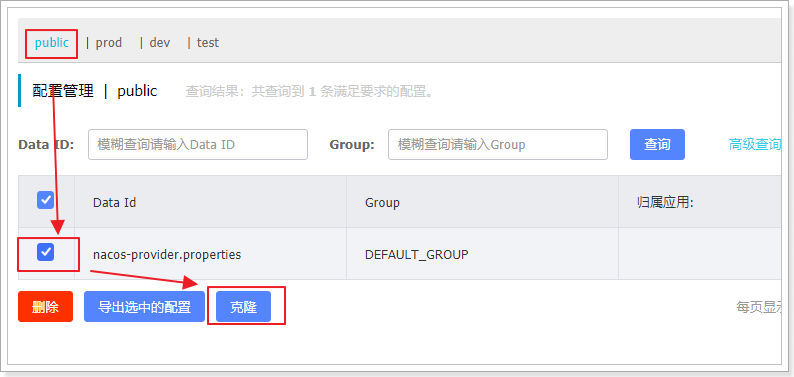 public | prod | dev | test
配置管理 | public 查询结果：共查询到 1 条满足要求的配置。
Data ID: 模糊查询请输入Data ID Group: 模糊查询请输入Group 查询 高级查询
Data Id Group 归属应用:
nacos-provider.properties DEFAULT_GROUP
删除 导出选中的配置 克隆 每页显示